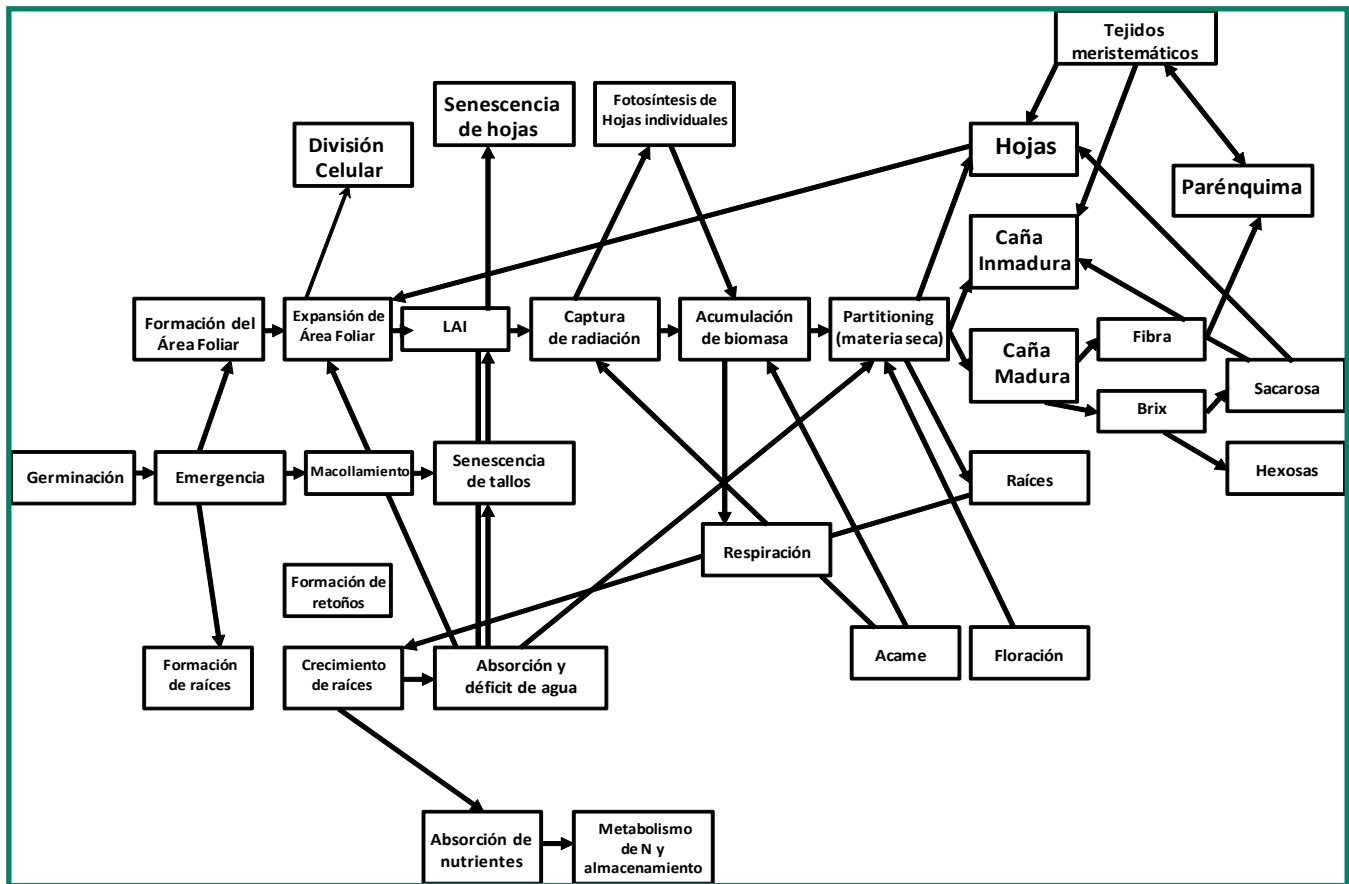 Tejidos
meristemáticos
Senescencia
de hojas
Fotosíntesis de
Hojas individuales
División
Celular
Hojas
Parénquima
Caña
Inmadura
Formación del
Área Foliar
Expansión de
Área Foliar
LAI
Captura
de radiación
Acumulación
de biomasa
Partitioning
(materia seca)
Caña
Madura
Fibra
Sacarosa
Brix
Germinación
Emergencia
Macollamiento
Senescencia
de tallos
Raíces
Hexosas
Respiración
Formación de
retoños
Formación
de raíces
Crecimiento
de raíces
Absorción y
déficit de agua
Acame
Floración
Absorción de
nutrientes
Metabolismo
de N y
almacenamiento